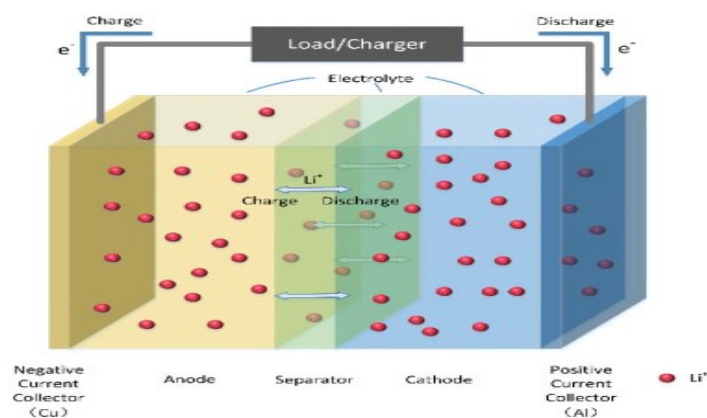 Charge
Discharge
e⁻
Load/Charger
e⁻
Electrolyte
Li⁺
Charge
Discharge
Negative
Current
Collector
(Cu)
Anode
Separator
Cathode
Positive
Current
Collector
(Al)
Li⁺